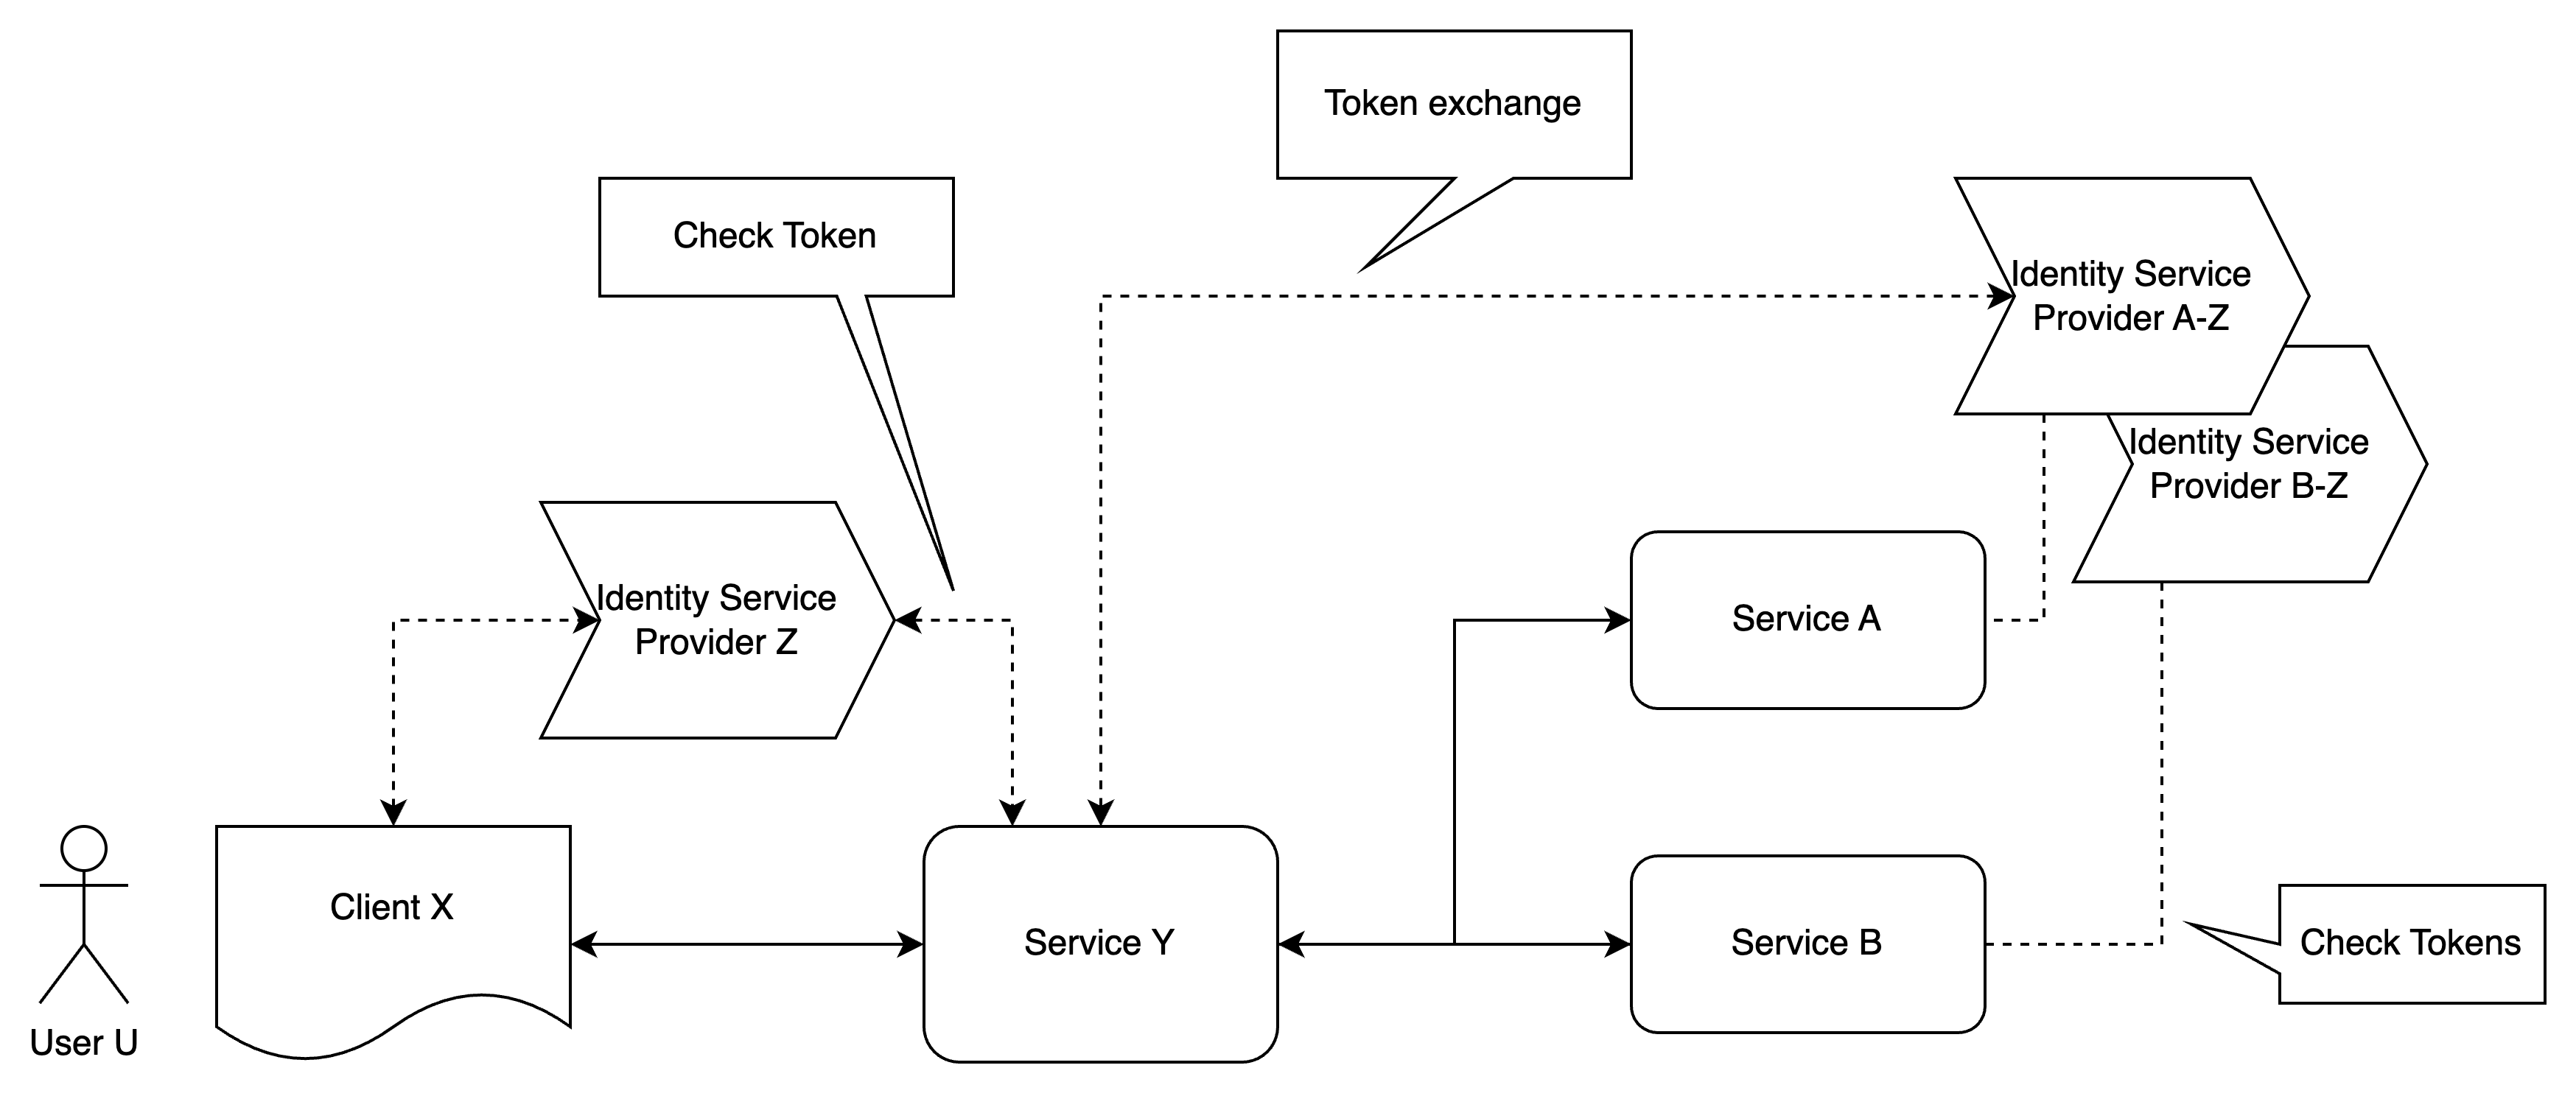 Token exchange
Check Token
Identity Service
Provider A-Z
Identity Service
Provider B-Z
Identity Service
Provider Z
Service A
Client X
Service Y
Service B
Check Tokens
User U